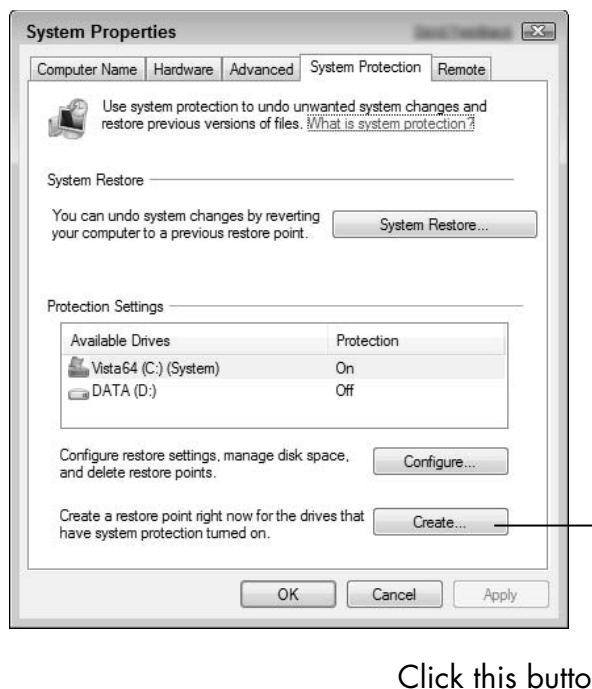 System Properties
Computer Name Hardware Advanced System Protection Remote
Use system protection to undo unwanted system changes and
restore previous versions of files. What is system protection?
System Restore
You can undo system changes by reverting
your computer to a previous restore point.
System Restore...
Protection Settings
Available Drives Protection
Vista64 (C:) (System) On
DATA (D:) Off
Configure restore settings, manage disk space,
and delete restore points.
Configure...
Create a restore point right now for the drives that
have system protection turned on.
Create...
OK Cancel Apply
Click this butto